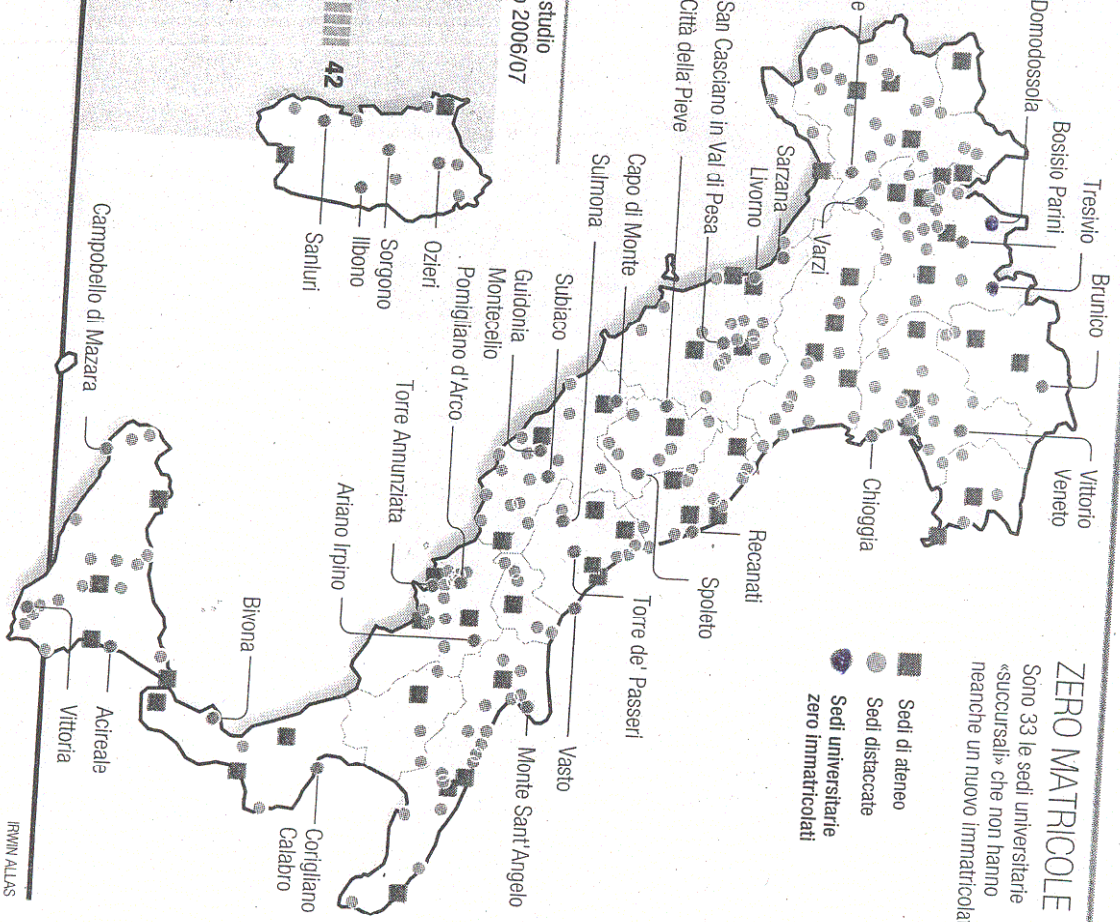 ZERO MATRICOLE
Sono 33 le sedi universitarie
«succursali» che non hanno
neanche un nuovo immatricola
Sedi di ateneo
Sedi distaccate
Sedi universitarie
zero immatricolati
Domodossola
Bosisio Parini
Tresivio
Brunico
Vittorio
Veneto
Chioggia
e
Varzi
Sarzana
Livorno
San Casciano in Val di Pesa
Città della Pieve
Capo di Monte
Sulmona
Recanati
Spoleto
Torre de' Passeri
Vasto
Monte Sant'Angelo
Subiaco
Guidonia
Montecelio
Pomigliano d'Arco
Torre Annunziata
Ariano Irpino
Corigliano
Calabro
Bivona
Acireale
Vittoria
Campobello di Mazara
Ozieri
Sorgono
Ilbono
Sanluri
studio
2006/07
42
IRWIN ALLAS